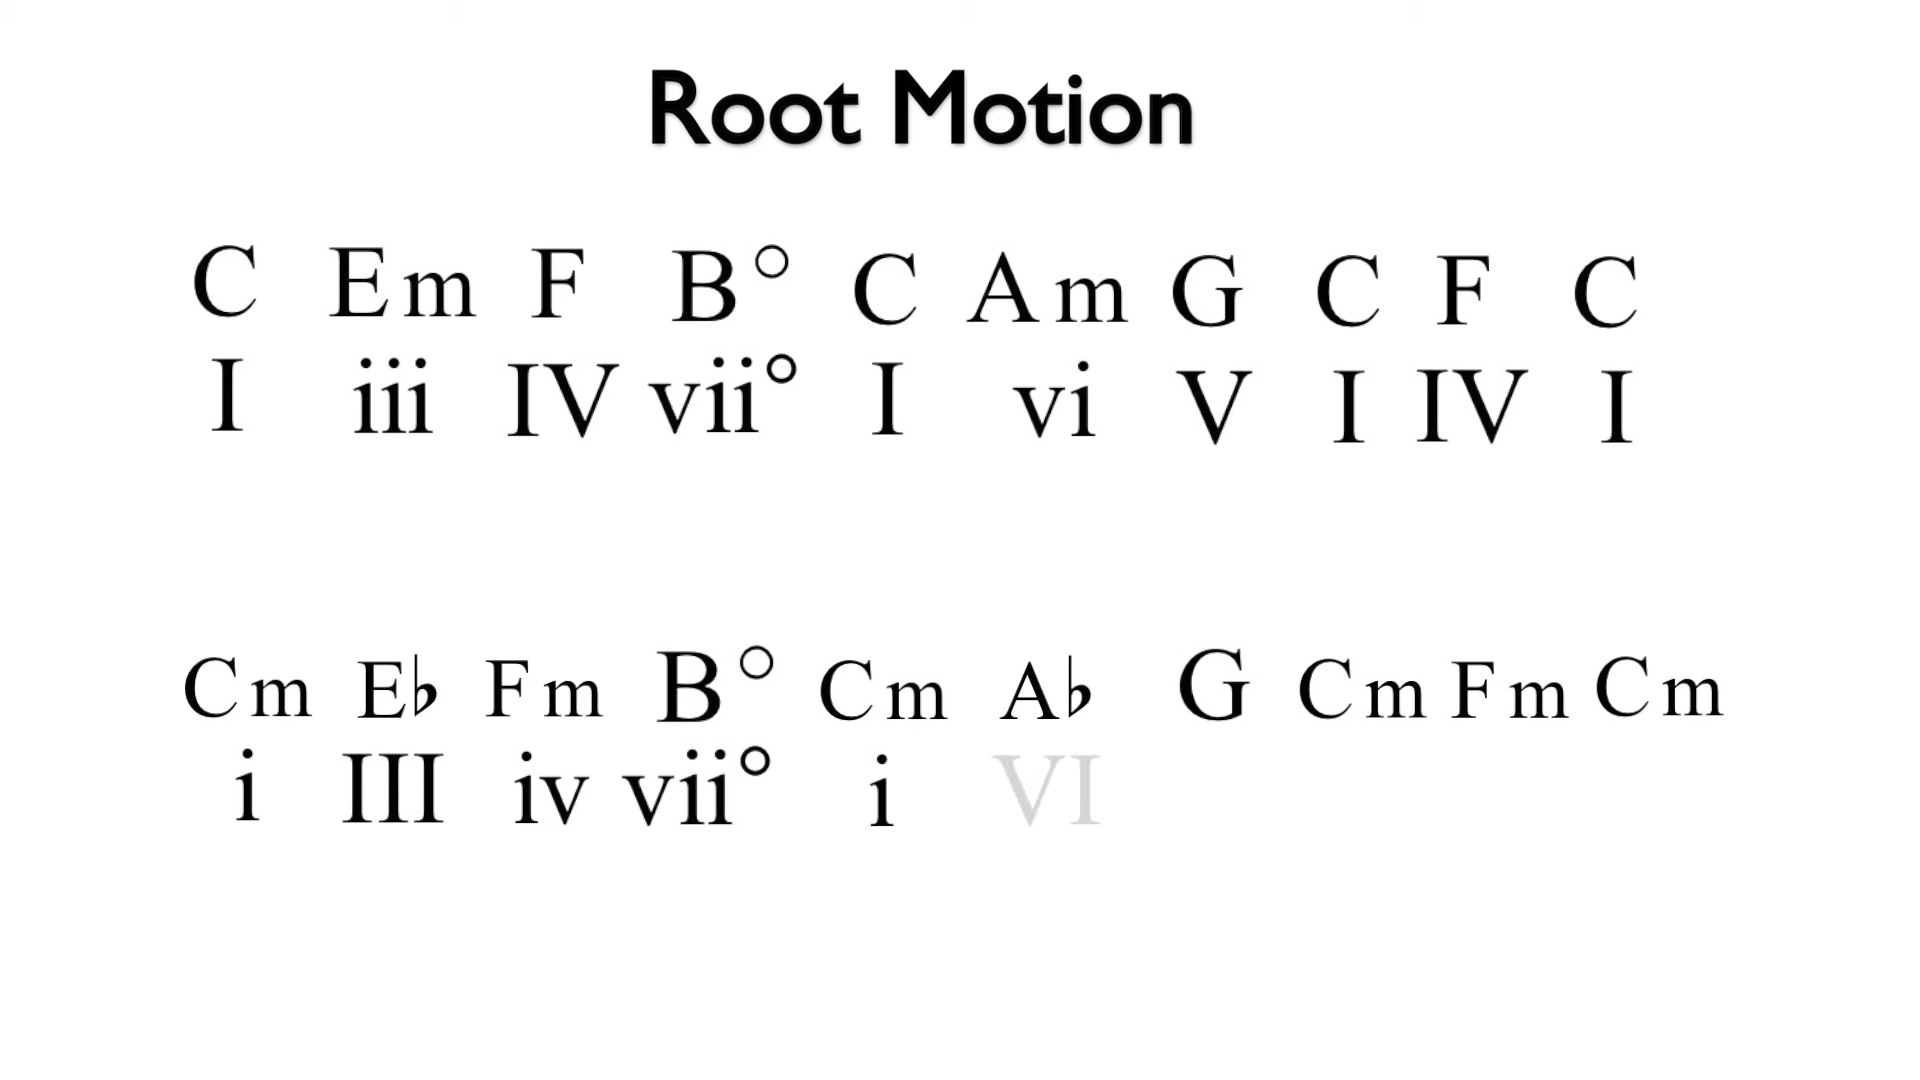 Root Motion
C Em F B° C Am G C F C
I iii IV vii° I vi V I IV I
Cm E♭ Fm B° Cm A♭ G Cm Fm Cm
i III iv vii° i VI